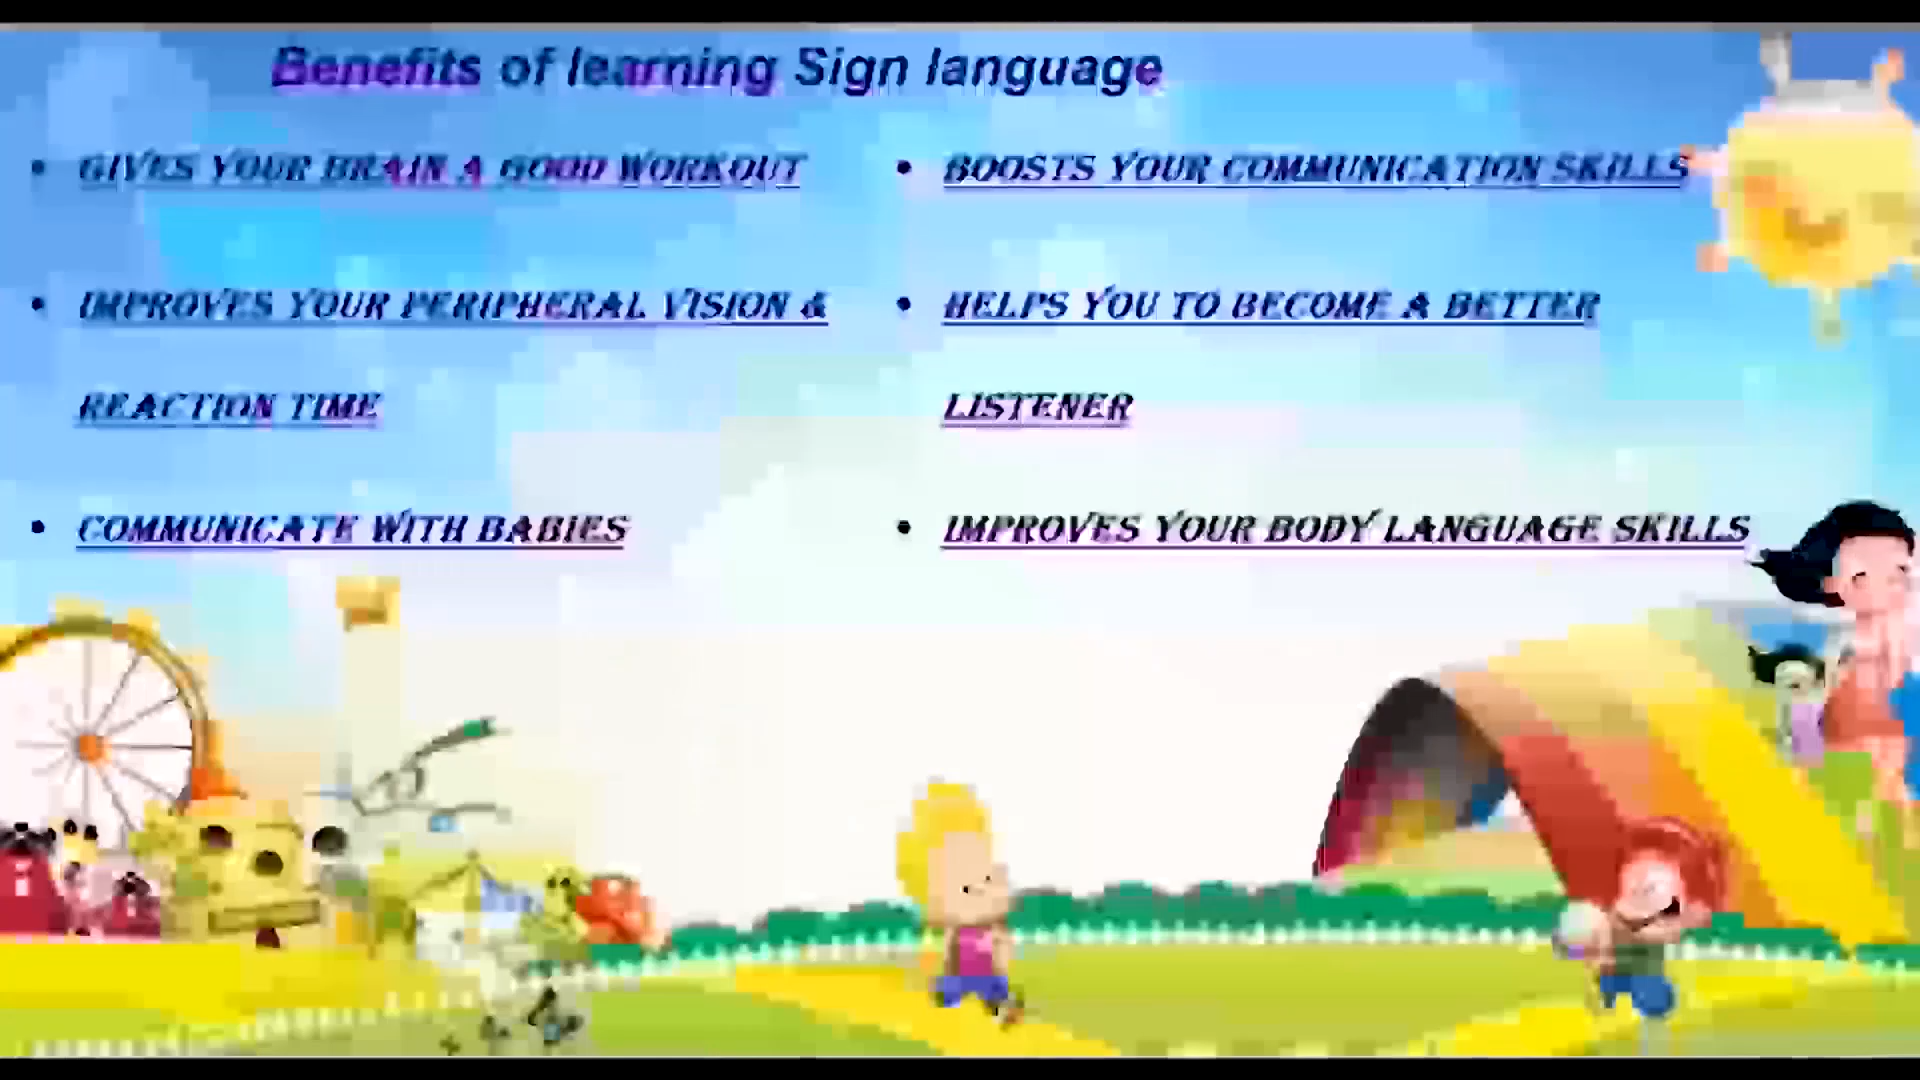 Benefits of learning Sign language
• GIVES YOUR BRAIN A GOOD WORKOUT
• IMPROVES YOUR PERIPHERAL VISION &
REACTION TIME
• COMMUNICATE WITH BABIES
• BOOSTS YOUR COMMUNICATION SKILLS
• HELPS YOU TO BECOME A BETTER
LISTENER
• IMPROVES YOUR BODY LANGUAGE SKILLS